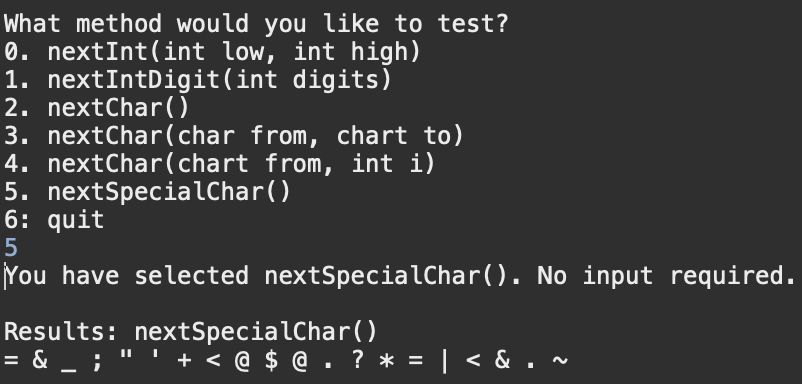 What method would you like to test?
0. nextInt(int low, int high)
1. nextIntDigit(int digits)
2. nextChar()
3. nextChar(char from, chart to)
4. nextChar(chart from, int i)
5. nextSpecialChar()
6: quit
5
You have selected nextSpecialChar(). No input required.
Results: nextSpecialChar()
= & _ ; " ' + < @ $ @ . ? * = | < & . ~